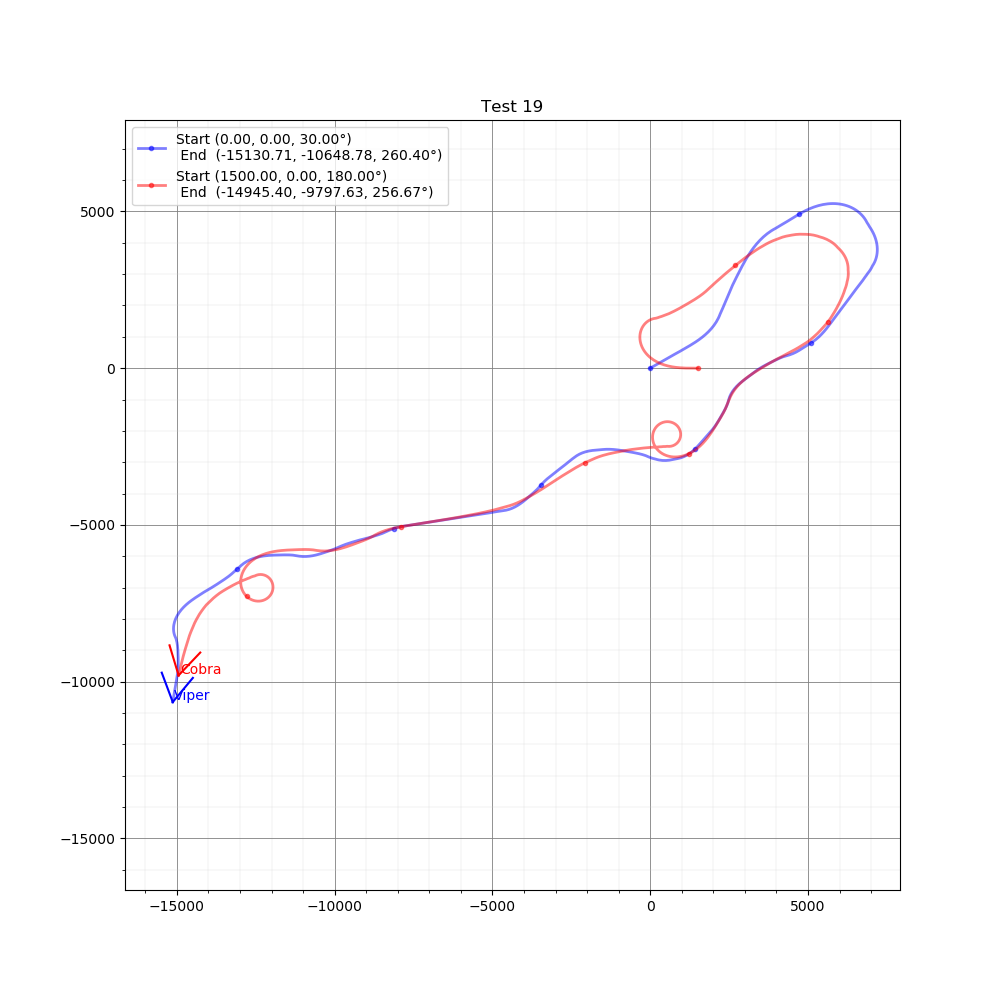 Test 19
Start (0.00, 0.00, 30.00°)
End  (-15130.71, -10648.78, 260.40°)
Start (1500.00, 0.00, 180.00°)
End  (-14945.40, -9797.63, 256.67°)
5000
0
−5000
−10000
−15000
Cobra
Viper
−15000
−10000
−5000
0
5000